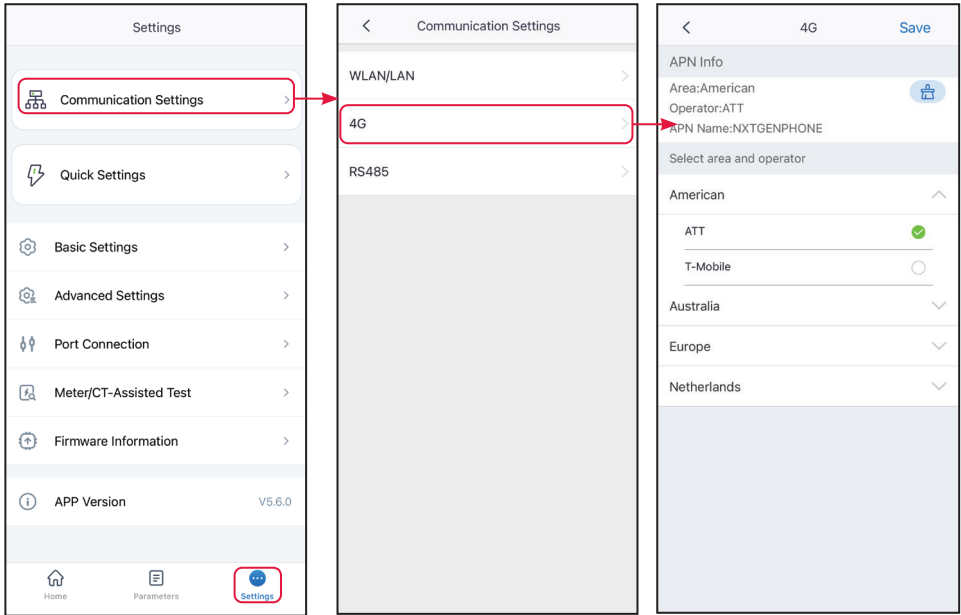 Settings
Communication Settings
Quick Settings
Basic Settings
Advanced Settings
Port Connection
Meter/CT-Assisted Test
Firmware Information
APP Version V5.6.0
Home Parameters Settings
Communication Settings
WLAN/LAN
4G
RS485
4G Save
APN Info
Area:American
Operator:ATT
APN Name:NXTGENPHONE
Select area and operator
American
ATT
T-Mobile
Australia
Europe
Netherlands